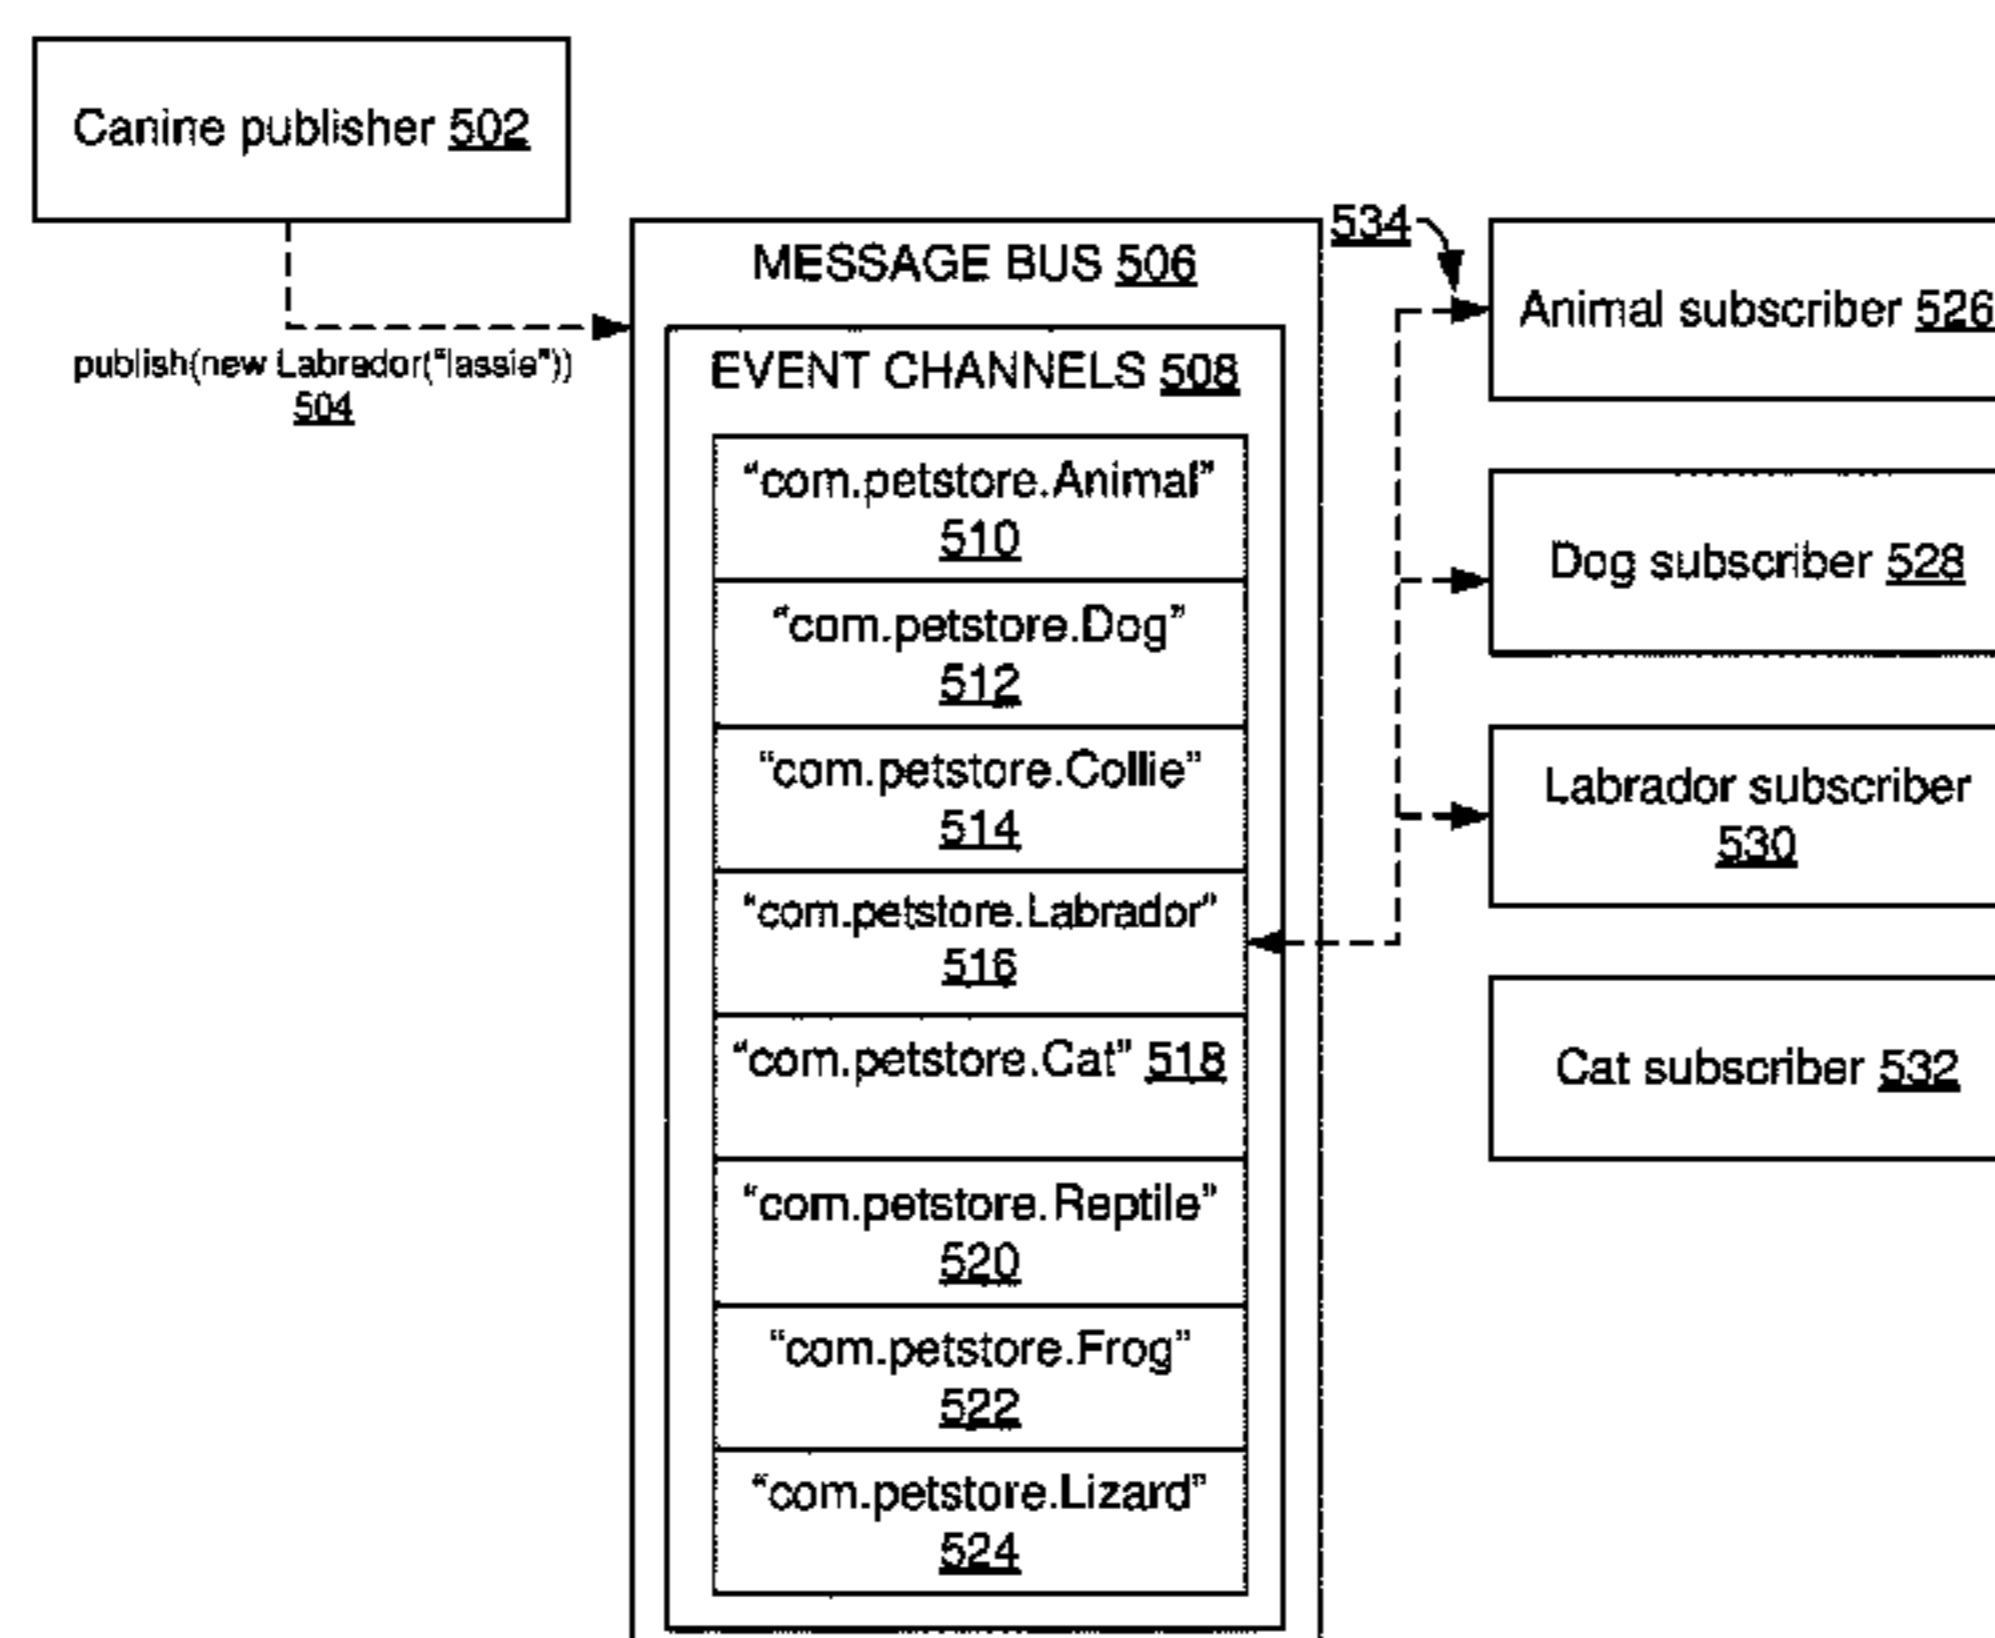 Canine publisher 502
publish(new Labrador("lassie"))
504
MESSAGE BUS 506
EVENT CHANNELS 508
“com.petstore.Animal”
510
“com.petstore.Dog”
512
“com.petstore.Collie”
514
“com.petstore.Labrador”
516
“com.petstore.Cat” 518
“com.petstore.Reptile”
520
“com.petstore.Frog”
522
“com.petstore.Lizard”
524
534
Animal subscriber 526
Dog subscriber 528
Labrador subscriber
530
Cat subscriber 532